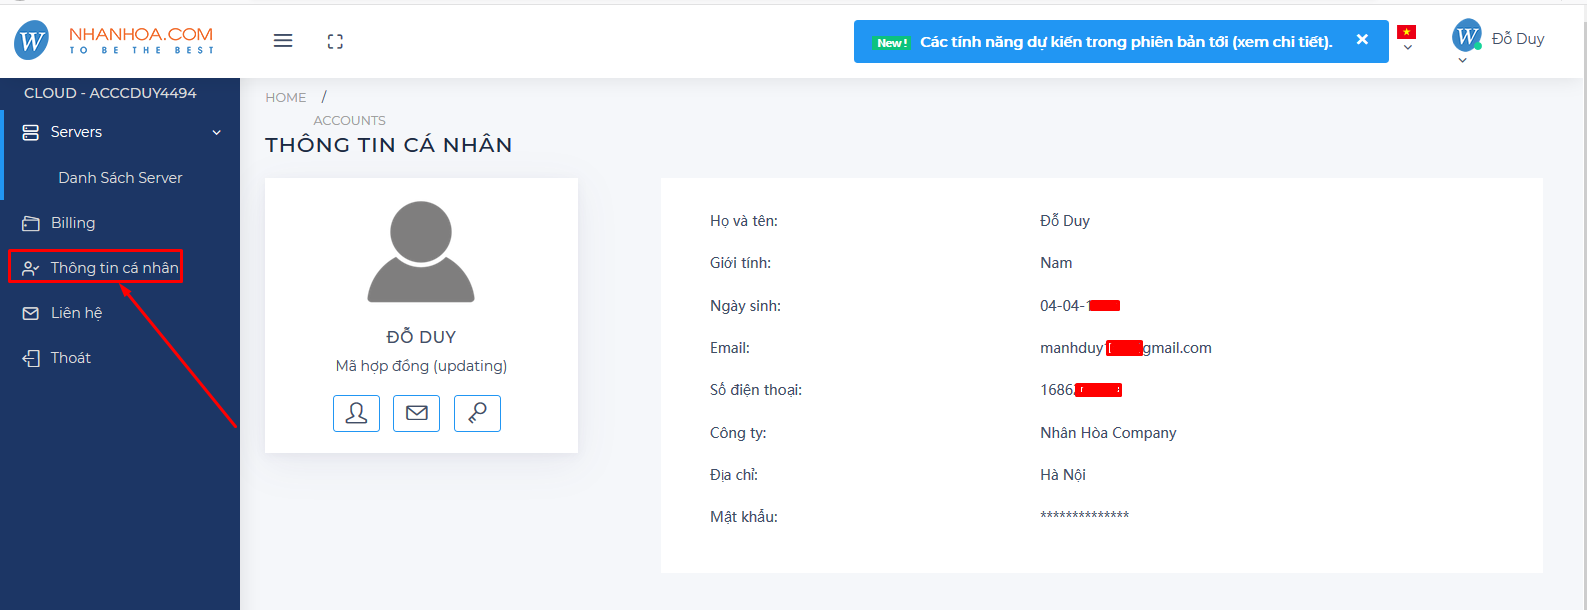 NHANHOA.COM
TO BE THE BEST
New!
Các tính năng dự kiến trong phiên bản tới (xem chi tiết).
Đỗ Duy
CLOUD - ACCCDUY4494
Servers
Danh Sách Server
Billing
Thông tin cá nhân
Liên hệ
Thoát
HOME /
ACCOUNTS
THÔNG TIN CÁ NHÂN
ĐỖ DUY
Mã hợp đồng (updating)
Họ và tên: Đỗ Duy
Giới tính: Nam
Ngày sinh: 04-04-
Email: manhduy gmail.com
Số điện thoại: 1686
Công ty: Nhân Hòa Company
Địa chỉ: Hà Nội
Mật khẩu: **************